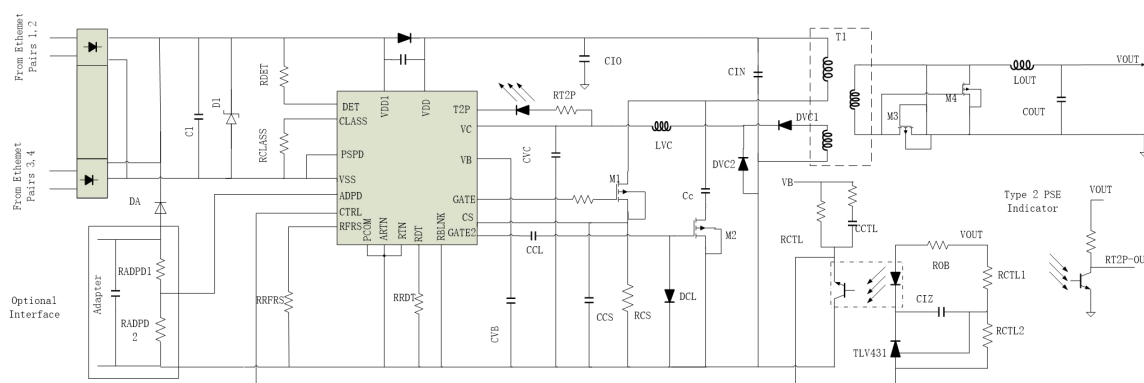 From Ethemet
Pairs 1, 2
From Ethemet
Pairs 3, 4
C1
D1
RDET
RCLASS
DA
Optional
Interface
Adapter
RADPD1
RADPD
2
DET
CLASS
PSPD
VSS
ADPD
CTRL
RFRS
VDD1
VDD
T2P
VC
VB
GATE
CS
GATE2
PCOM
ARTN
RTN
RDT
RBLNK
RRFRS
RRDT
CVB
CCL
CVC
RT2P
CIO
LVC
M1
Cc
M2
CCS
RCS
DCL
CIN
DVC1
DVC2
T1
M3
M4
LOUT
COUT
VOUT
VB
RCTL
CCTL
VOUT
ROB
CIZ
RCTL1
RCTL2
TLV431
Type 2 PSE
Indicator
VOUT
RT2P-OU